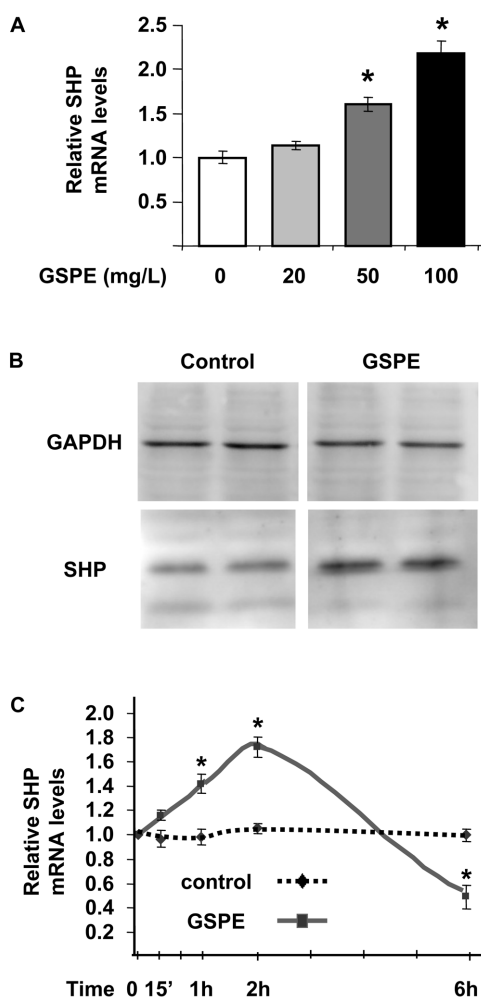 A
Relative SHP
mRNA levels
2.5
2.0
1.5
1.0
0.5
*
*
GSPE (mg/L) 0 20 50 100
B
Control GSPE
GAPDH
SHP
C
Relative SHP
mRNA levels
2.0
1.8
1.6
1.4
1.2
1.0
0.8
0.6
0.4
0.2
*
*
*
control
GSPE
Time 0 15’ 1h 2h 6h